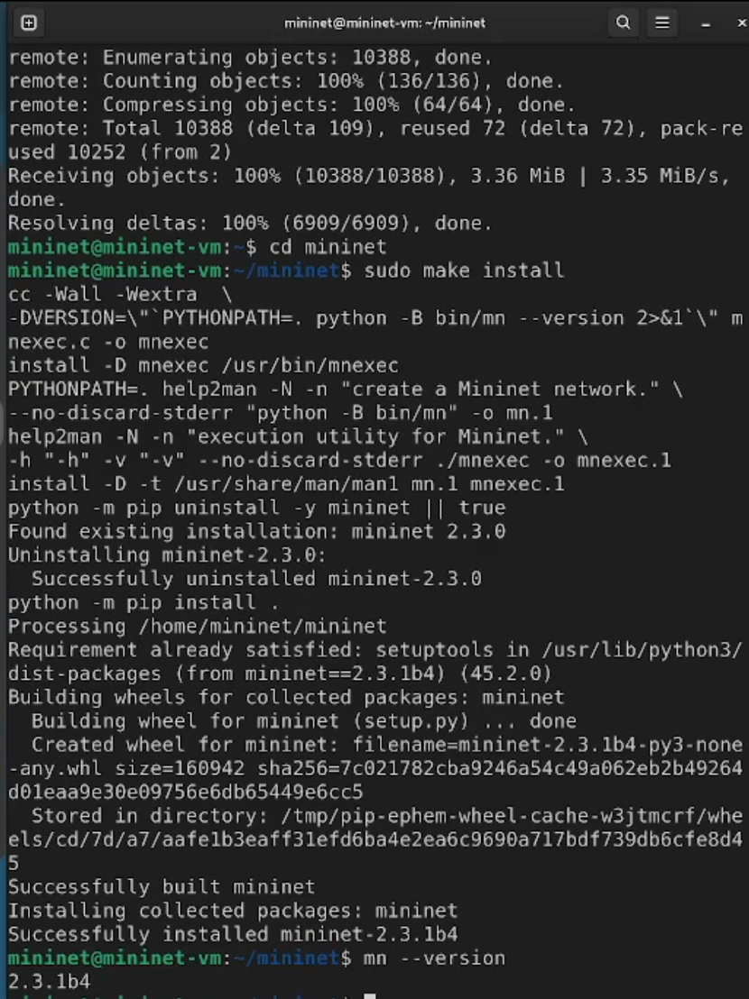 mininet@mininet-vm: ~/mininet
remote: Enumerating objects: 10388, done.
remote: Counting objects: 100% (136/136), done.
remote: Compressing objects: 100% (64/64), done.
remote: Total 10388 (delta 109), reused 72 (delta 72), pack-re
used 10252 (from 2)
Receiving objects: 100% (10388/10388), 3.36 MiB | 3.35 MiB/s,
done.
Resolving deltas: 100% (6909/6909), done.
mininet@mininet-vm:~$ cd mininet
mininet@mininet-vm:~/mininet$ sudo make install
cc -Wall -Wextra  \
-DVERSION=\"`PYTHONPATH=. python -B bin/mn --version 2>&1`\" m
nexec.c -o mnexec
install -D mnexec /usr/bin/mnexec
PYTHONPATH=. help2man -N -n "create a Mininet network." \
--no-discard-stderr "python -B bin/mn" -o mn.1
help2man -N -n "execution utility for Mininet." \
-h "-h" -v "-v" --no-discard-stderr ./mnexec -o mnexec.1
install -D -t /usr/share/man/man1 mn.1 mnexec.1
python -m pip uninstall -y mininet || true
Found existing installation: mininet 2.3.0
Uninstalling mininet-2.3.0:
  Successfully uninstalled mininet-2.3.0
python -m pip install .
Processing /home/mininet/mininet
Requirement already satisfied: setuptools in /usr/lib/python3/
dist-packages (from mininet==2.3.1b4) (45.2.0)
Building wheels for collected packages: mininet
  Building wheel for mininet (setup.py) ... done
  Created wheel for mininet: filename=mininet-2.3.1b4-py3-none
-any.whl size=160942 sha256=7c021782cba9246a54c49a062eb2b49264
d01eaa9e30e09756e6db65449e6cc5
  Stored in directory: /tmp/pip-ephem-wheel-cache-w3jtmcrf/whe
els/cd/7d/a7/aafe1b3eaff31efd6ba4e2ea6c9690a717bdf739db6cfe8d4
5
Successfully built mininet
Installing collected packages: mininet
Successfully installed mininet-2.3.1b4
mininet@mininet-vm:~/mininet$ mn --version
2.3.1b4